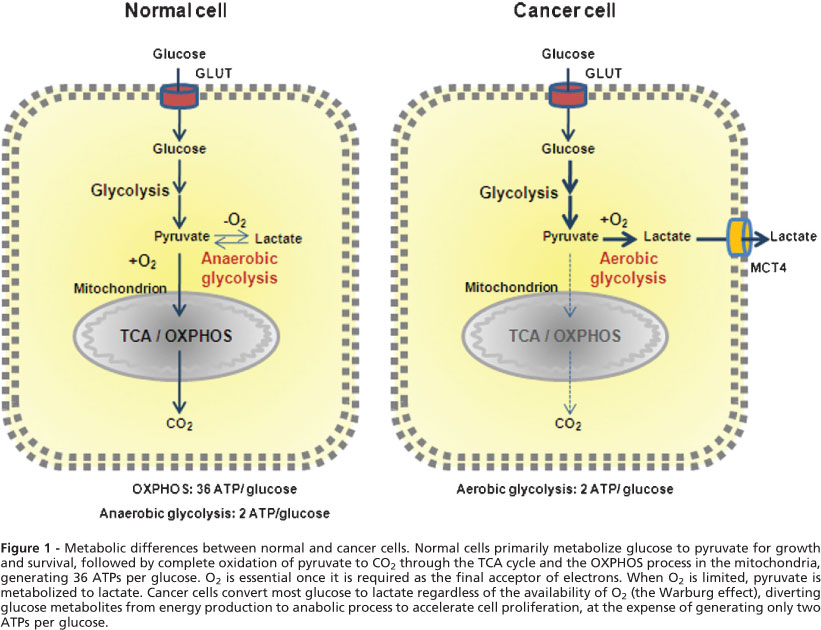 Normal cell
Glucose
GLUT
Glucose
Glycolysis
-O₂
Pyruvate
Lactate
+O₂
Anaerobic
glycolysis
Mitochondrion
TCA / OXPHOS
CO₂
OXPHOS: 36 ATP/ glucose
Anaerobic glycolysis: 2 ATP/glucose
Cancer cell
Glucose
GLUT
Glucose
Glycolysis
+O₂
Pyruvate
Lactate
Lactate
Aerobic
glycolysis
MCT4
Mitochondrion
TCA / OXPHOS
CO₂
Aerobic glycolysis: 2 ATP/ glucose
Figure 1 - Metabolic differences between normal and cancer cells. Normal cells primarily metabolize glucose to pyruvate for growth
and survival, followed by complete oxidation of pyruvate to CO₂ through the TCA cycle and the OXPHOS process in the mitochondria,
generating 36 ATPs per glucose. O₂ is essential once it is required as the final acceptor of electrons. When O₂ is limited, pyruvate is
metabolized to lactate. Cancer cells convert most glucose to lactate regardless of the availability of O₂ (the Warburg effect), diverting
glucose metabolites from energy production to anabolic process to accelerate cell proliferation, at the expense of generating only two
ATPs per glucose.